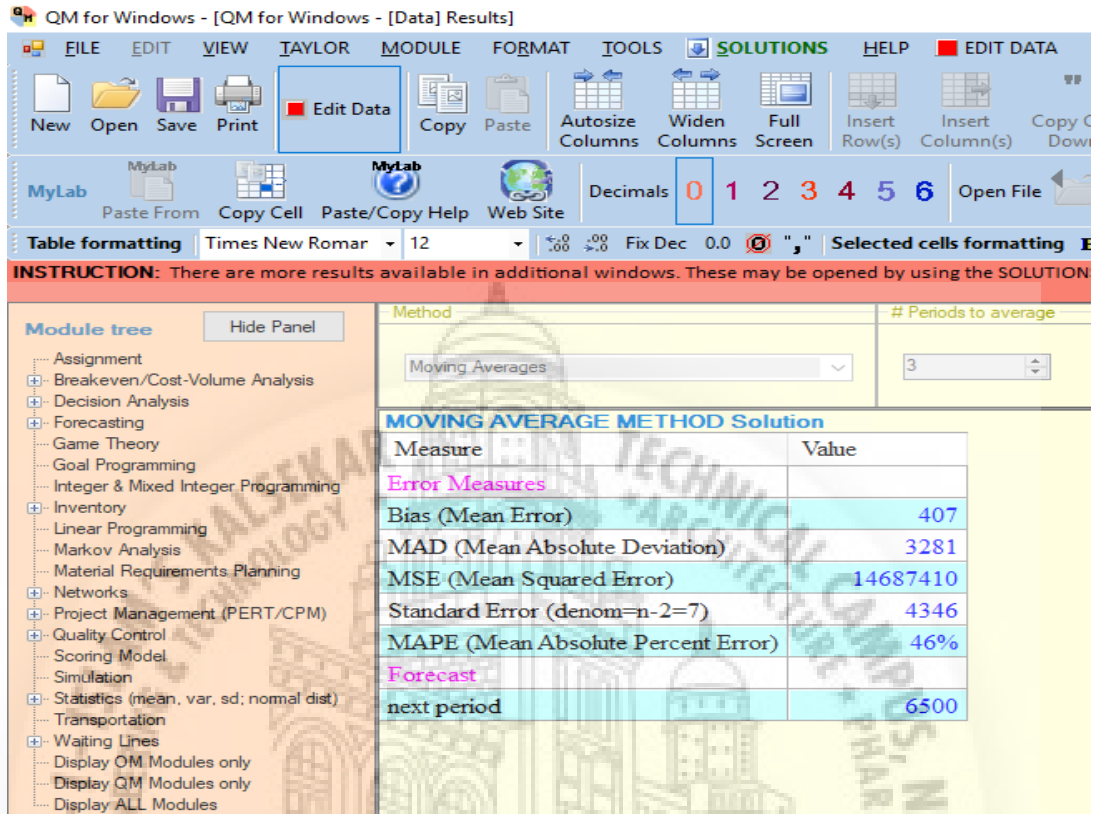 QM for Windows - [QM for Windows - [Data] Results]
FILE EDIT VIEW TAYLOR MODULE FORMAT TOOLS SOLUTIONS HELP EDIT DATA
New Open Save Print Edit Data Copy Paste Autosize Columns Widen Columns Full Screen Insert Row(s) Insert Column(s) Copy
MyLab MyLab Paste From Copy Cell MyLab Paste/Copy Help Web Site Decimals 0 1 2 3 4 5 6 Open File
Table formatting Times New Romar 12 Fix Dec 0.0 0 "," Selected cells formatting
INSTRUCTION: There are more results available in additional windows. These may be opened by using the SOLUTION
Module tree Hide Panel
Assignment
Breakeven/Cost-Volume Analysis
Decision Analysis
Forecasting
Game Theory
Goal Programming
Integer & Mixed Integer Programming
Inventory
Linear Programming
Markov Analysis
Material Requirements Planning
Networks
Project Management (PERT/CPM)
Quality Control
Scoring Model
Simulation
Statistics (mean, var, sd; normal dist)
Transportation
Waiting Lines
Display OM Modules only
Display QM Modules only
Display ALL Modules
Method
Moving Averages
# Periods to average
3
MOVING AVERAGE METHOD Solution
Measure Value
Error Measures
Bias (Mean Error) 407
MAD (Mean Absolute Deviation) 3281
MSE (Mean Squared Error) 14687410
Standard Error (denom=n-2=7) 4346
MAPE (Mean Absolute Percent Error) 46%
Forecast
next period 6500
KALSEKAR TECHNICAL CAMPUS
TECHNOLOGY * ARCHITECTURE *